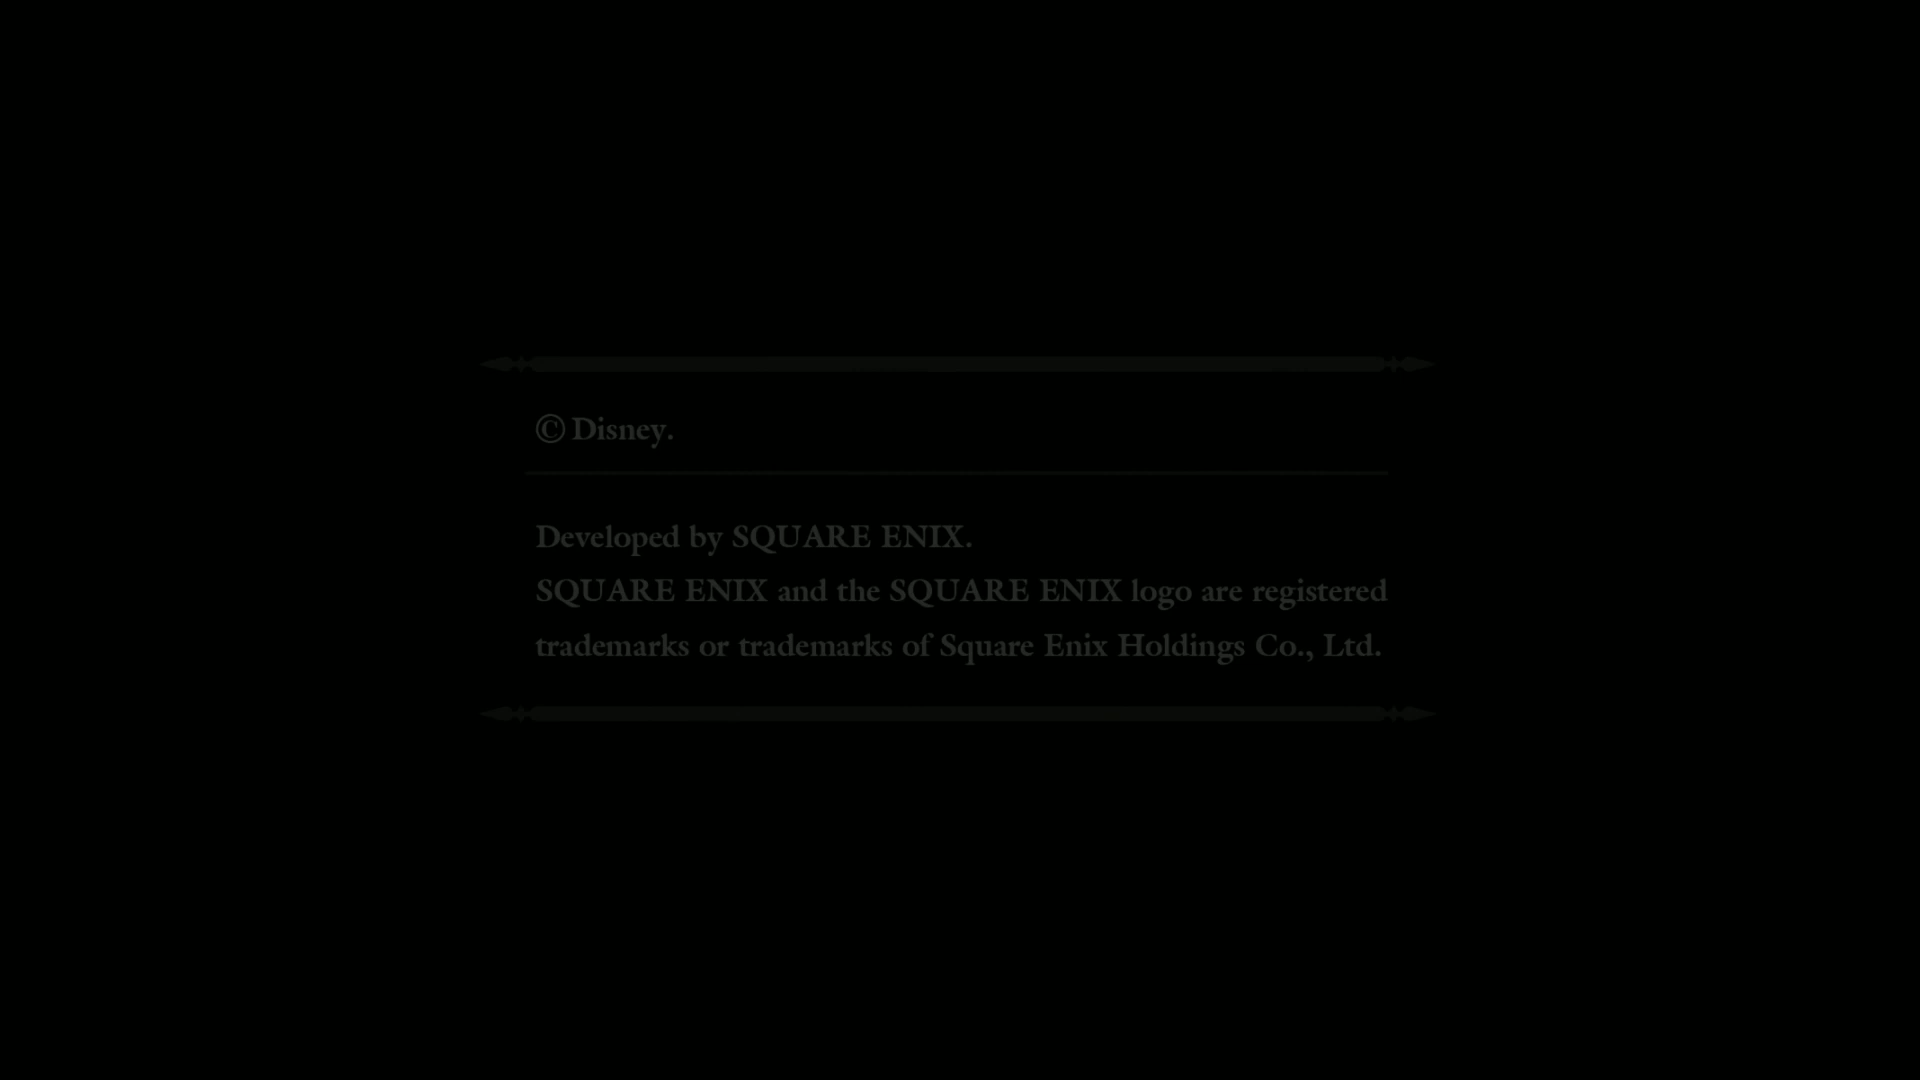 © Disney.
Developed by SQUARE ENIX.
SQUARE ENIX and the SQUARE ENIX logo are registered
trademarks or trademarks of Square Enix Holdings Co., Ltd.